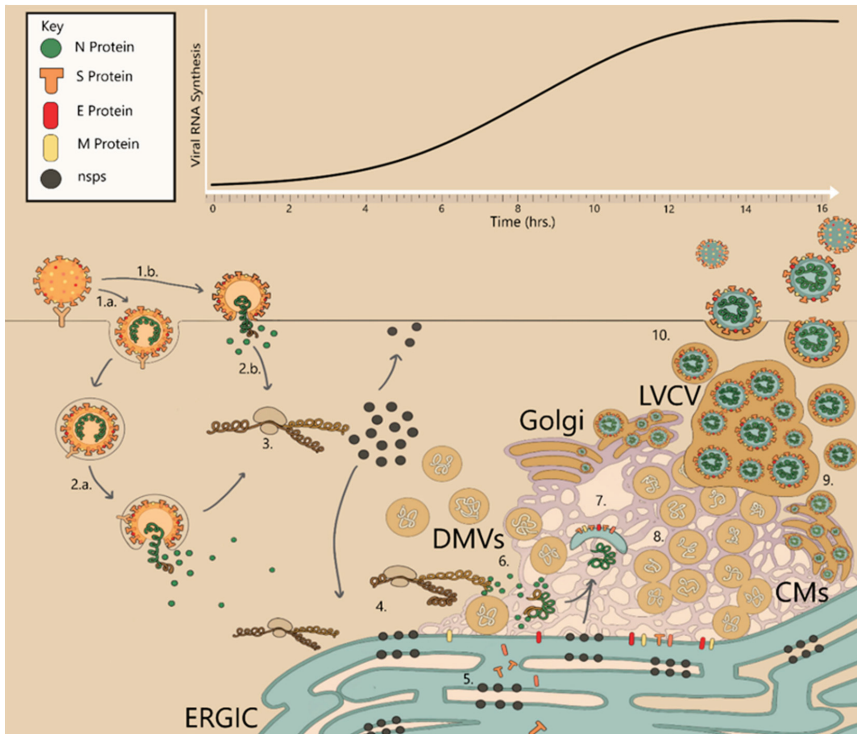 Key
N Protein
S Protein
E Protein
M Protein
nsps
Viral RNA Synthesis
0 2 4 6 8 10 12 14 16
Time (hrs.)
1.b.
1.a.
2.b.
10.
LVCV
Golgi
3.
2.a.
9.
7.
8.
DMVs
6.
CMs
4.
5.
ERGIC